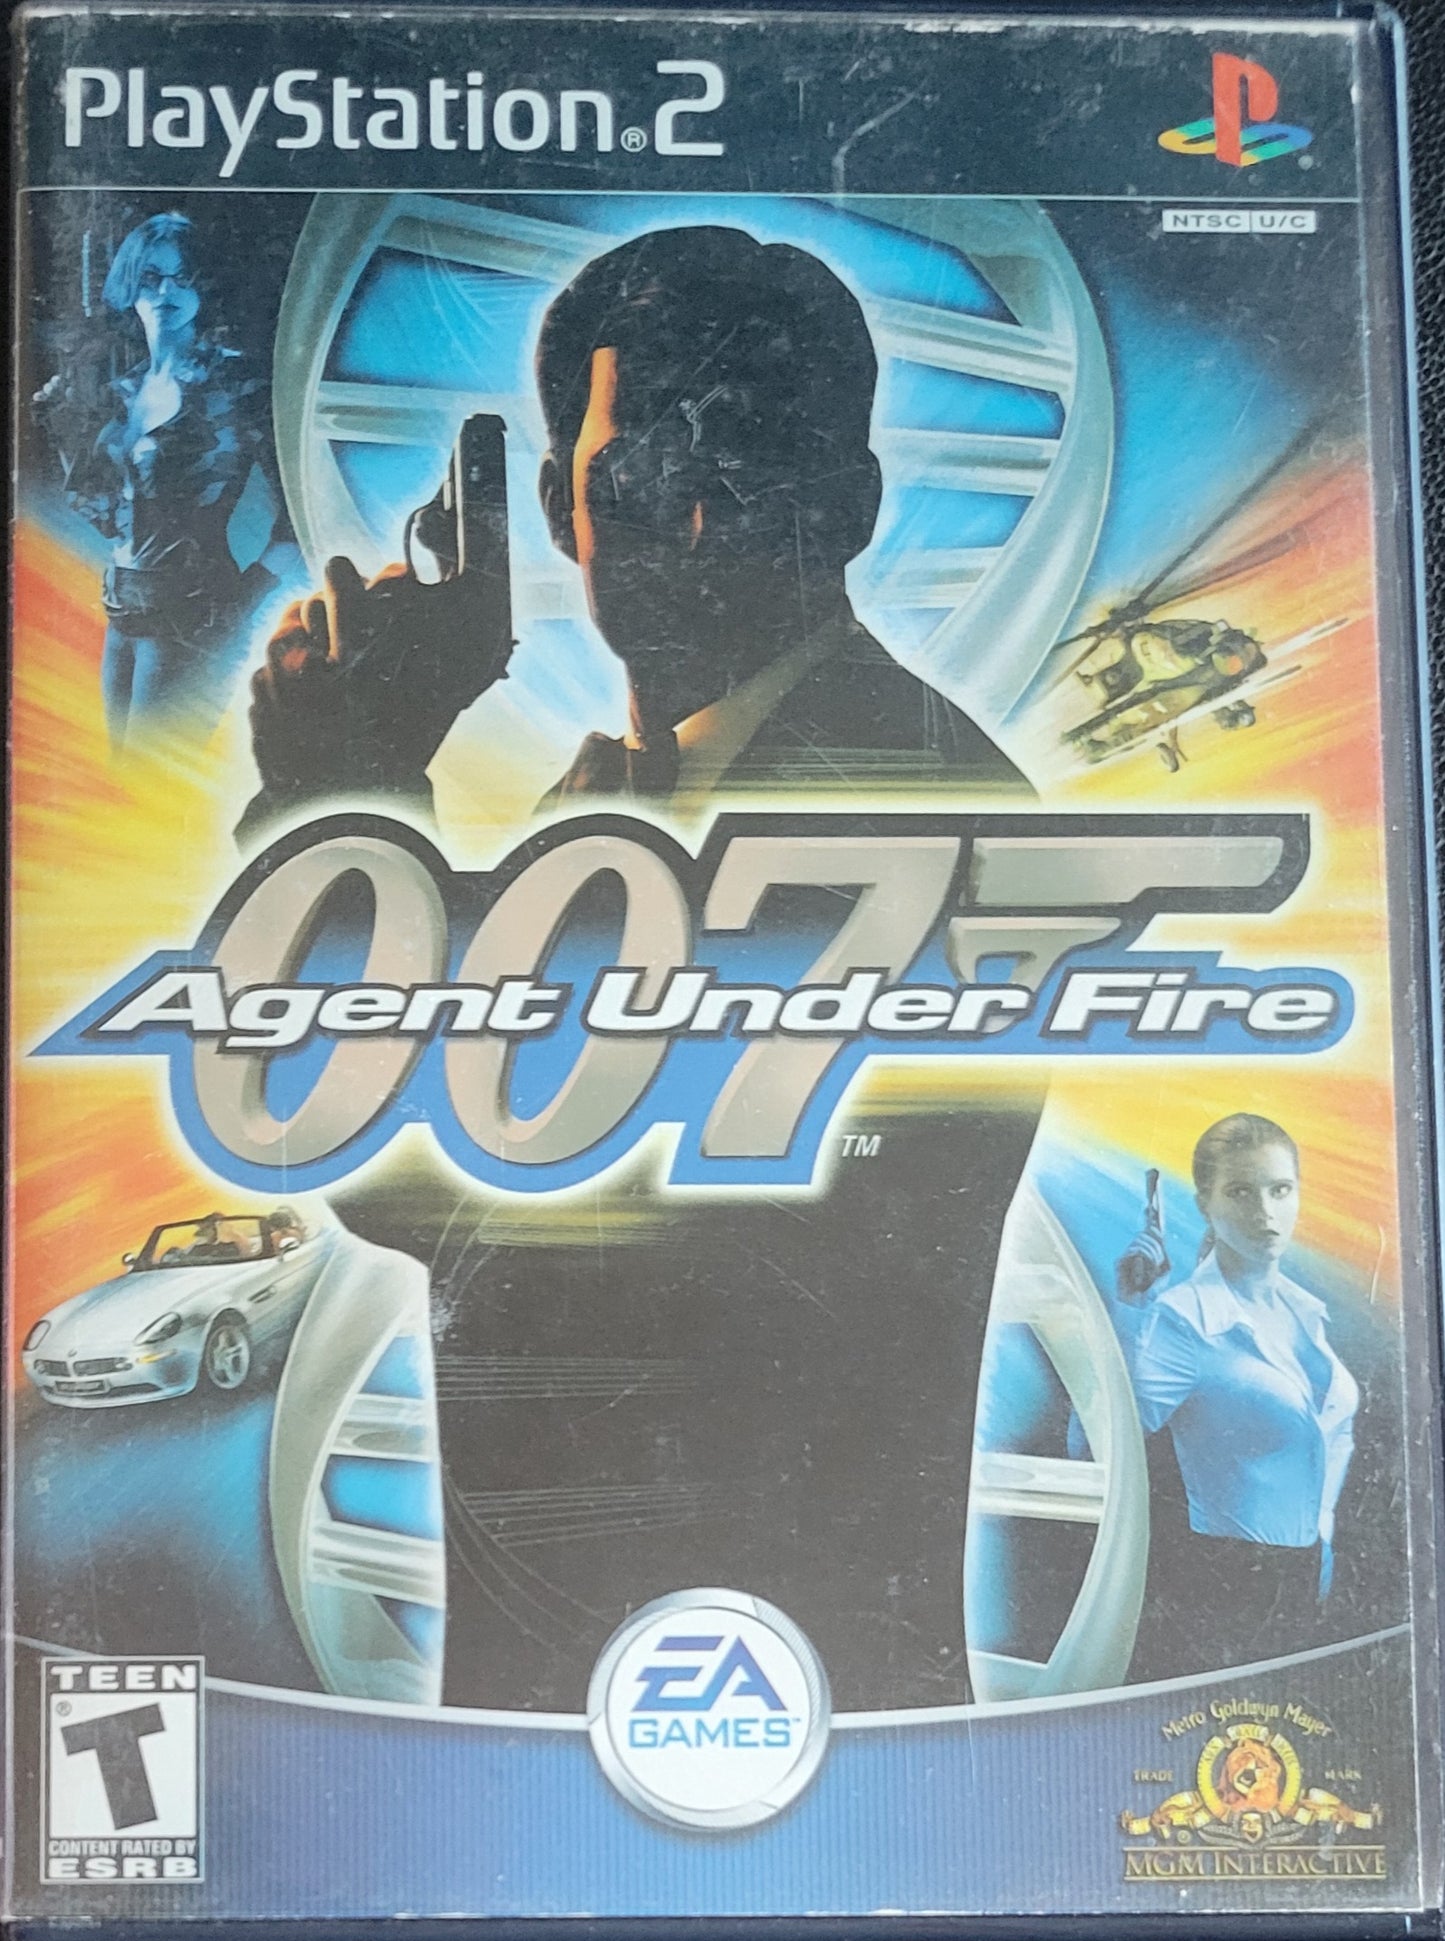 PlayStation®2
NTSC U/C
007
Agent Under Fire
TM
TEEN
®
T
CONTENT RATED BY
ESRB
EA
GAMES™
Metro Goldwyn Mayer
TRADE MARK
®
MGM INTERACTIVE